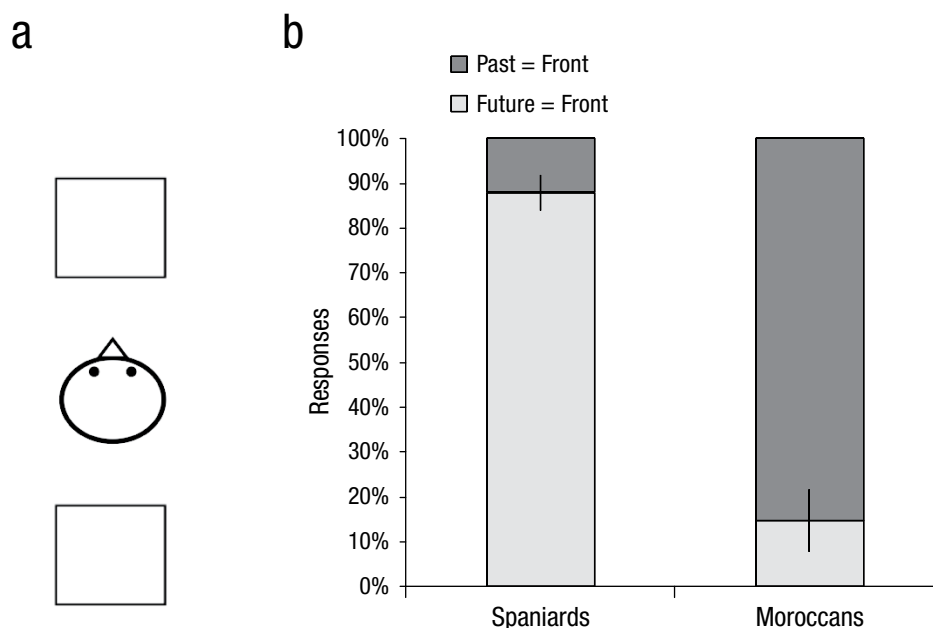 a
b
Past = Front
Future = Front
100%
90%
80%
70%
60%
50%
40%
30%
20%
10%
0%
Responses
Spaniards
Moroccans